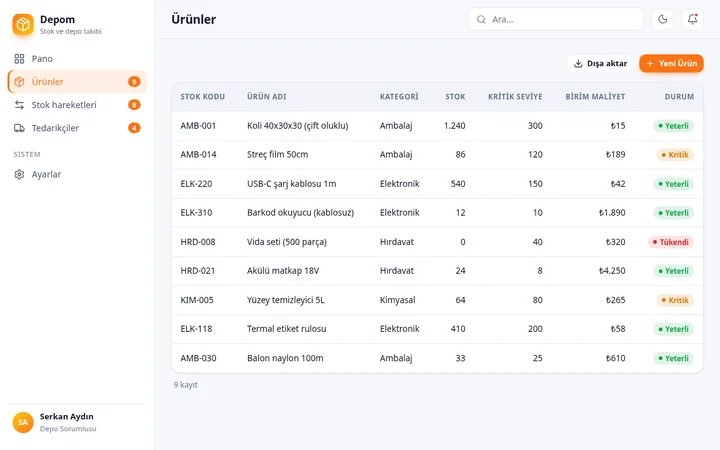 Depom
Stok ve depo takibi
Pano
Ürünler 9
Stok hareketleri 8
Tedarikçiler 4
SİSTEM
Ayarlar
SA
Serkan Aydın
Depo Sorumlusu
Ürünler
Ara...
Dışa aktar
Yeni Ürün
STOK KODU ÜRÜN ADI KATEGORİ STOK KRİTİK SEVİYE BİRİM MALİYET DURUM
AMB-001 Koli 40x30x30 (çift oluklu) Ambalaj 1.240 300 ₺15 Yeterli
AMB-014 Streç film 50cm Ambalaj 86 120 ₺189 Kritik
ELK-220 USB-C şarj kablosu 1m Elektronik 540 150 ₺42 Yeterli
ELK-310 Barkod okuyucu (kablosuz) Elektronik 12 10 ₺1.890 Yeterli
HRD-008 Vida seti (500 parça) Hırdavat 0 40 ₺320 Tükendi
HRD-021 Akülü matkap 18V Hırdavat 24 8 ₺4.250 Yeterli
KIM-005 Yüzey temizleyici 5L Kimyasal 64 80 ₺265 Kritik
ELK-118 Termal etiket rulosu Elektronik 410 200 ₺58 Yeterli
AMB-030 Balon naylon 100m Ambalaj 33 25 ₺610 Yeterli
9 kayıt